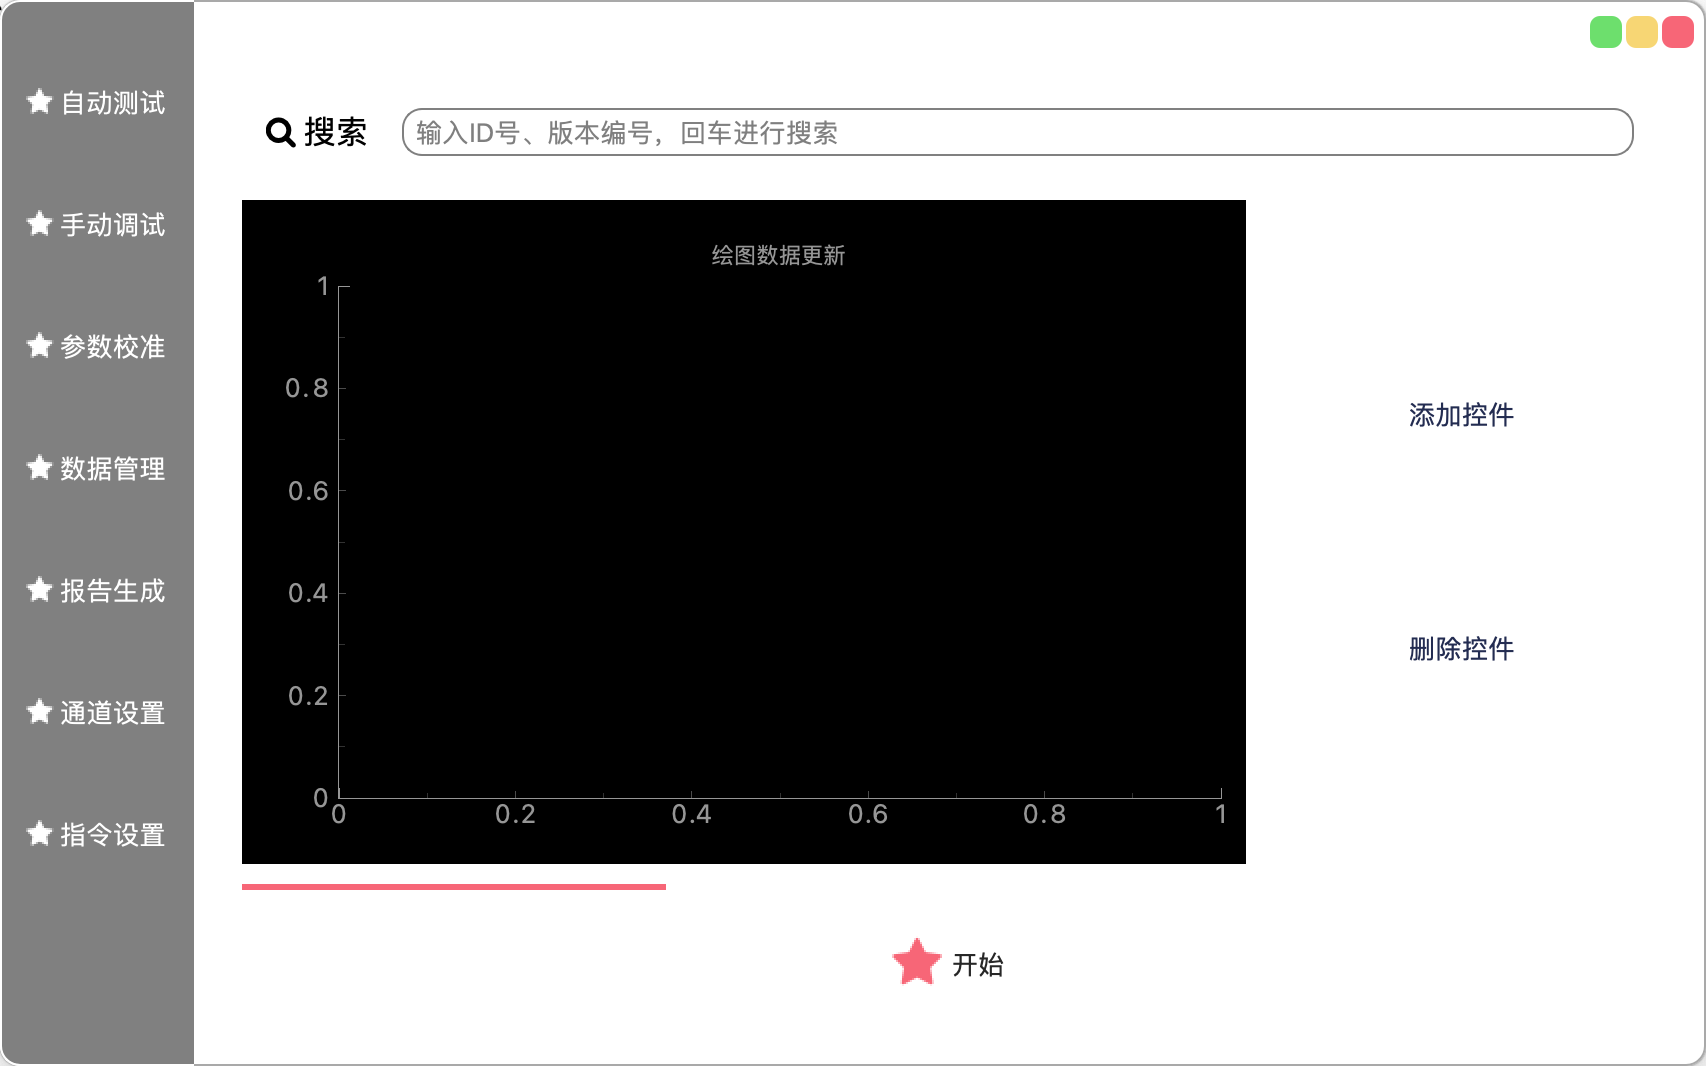 自动测试
手动调试
参数校准
数据管理
报告生成
通道设置
指令设置
搜索
输入ID号、版本编号，回车进行搜索
绘图数据更新
1
0.8
0.6
0.4
0.2
0
0 0.2 0.4 0.6 0.8 1
添加控件
删除控件
开始